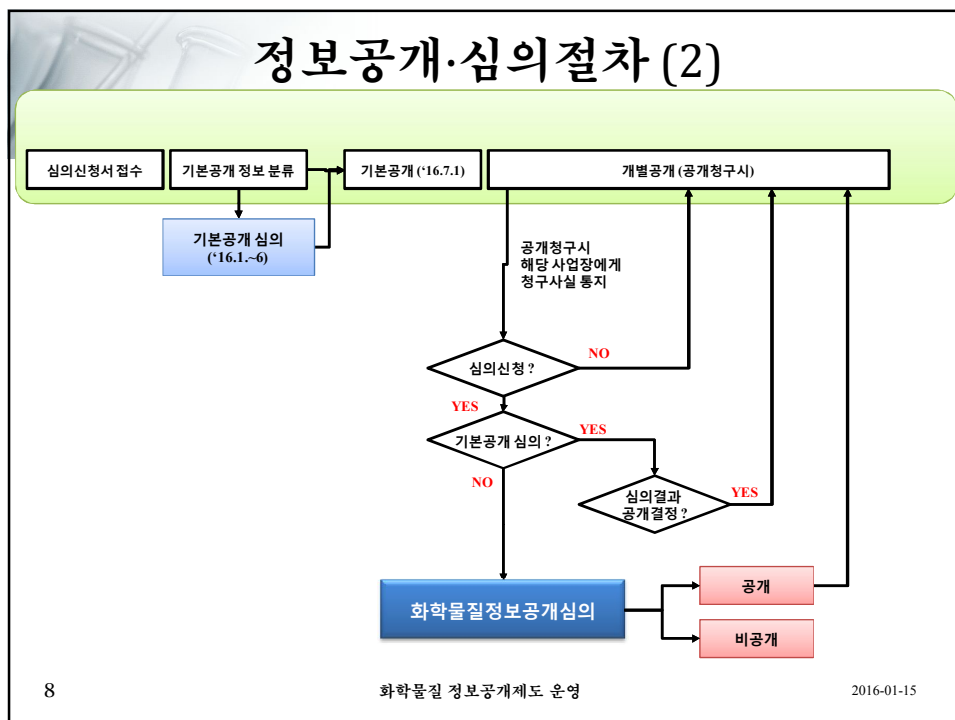 정보공개·심의절차 (2)
심의신청서 접수
기본공개 정보 분류
기본공개 (‘16.7.1)
개별공개 (공개청구시)
기본공개 심의
(‘16.1.~6)
공개청구시
해당 사업장에게
청구사실 통지
심의신청 ?
NO
YES
기본공개 심의 ?
YES
NO
심의결과
공개결정 ?
YES
화학물질정보공개심의
공개
비공개
8
화학물질 정보공개제도 운영
2016-01-15